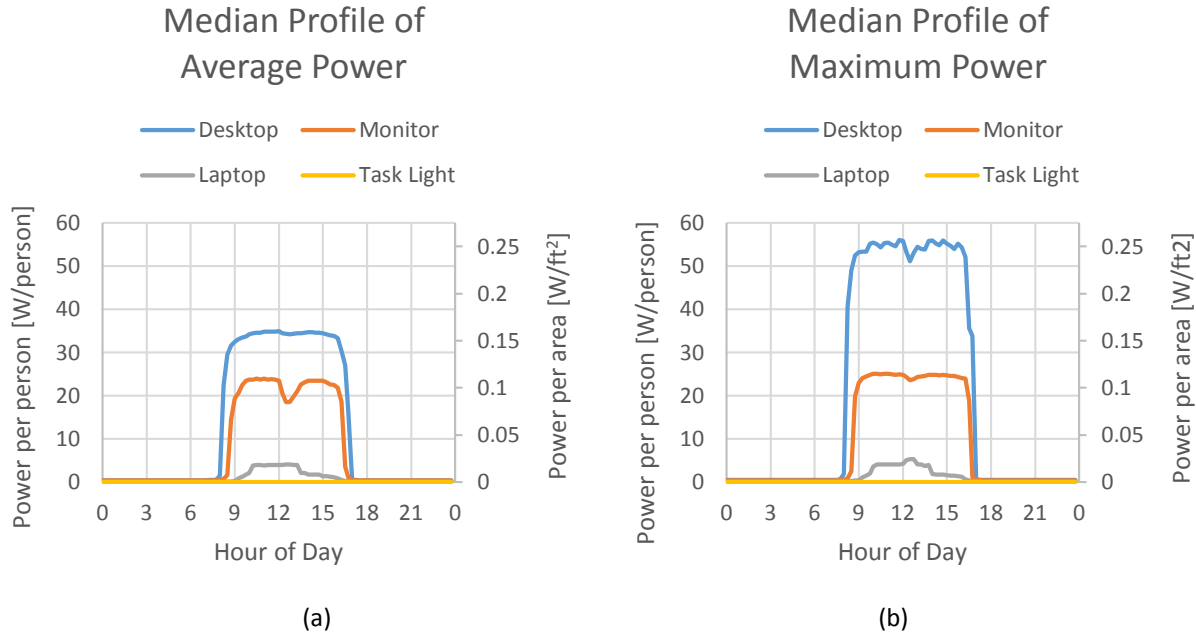 Median Profile of
Average Power
Desktop
Monitor
Laptop
Task Light
Power per person [W/person]
60
50
40
30
20
10
0
0.25
0.2
0.15
0.1
0.05
0
Power per area [W/ft²]
0 3 6 9 12 15 18 21 0
Hour of Day
(a)
Median Profile of
Maximum Power
Desktop
Monitor
Laptop
Task Light
Power per person [W/person]
60
50
40
30
20
10
0
0.25
0.2
0.15
0.1
0.05
0
Power per area [W/ft2]
0 3 6 9 12 15 18 21 0
Hour of Day
(b)